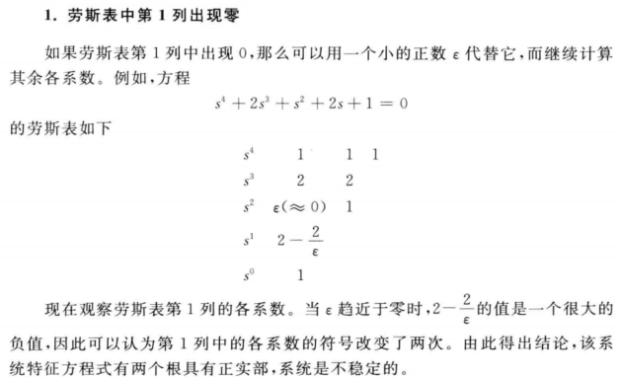 1. 劳斯表中第 1 列出现零
如果劳斯表第 1 列中出现 0,那么可以用一个小的正数 ε 代替它,而继续计算
其余各系数。例如,方程
s⁴ + 2s³ + s² + 2s + 1 = 0
的劳斯表如下
s⁴ 1 1 1
s³ 2 2
s² ε(≈ 0) 1
s¹ 2 − 2/ε
s⁰ 1
现在观察劳斯表第 1 列的各系数。当 ε 趋近于零时,2−2/ε的值是一个很大的
负值,因此可以认为第 1 列中的各系数的符号改变了两次。由此得出结论,该系
统特征方程式有两个根具有正实部,系统是不稳定的。